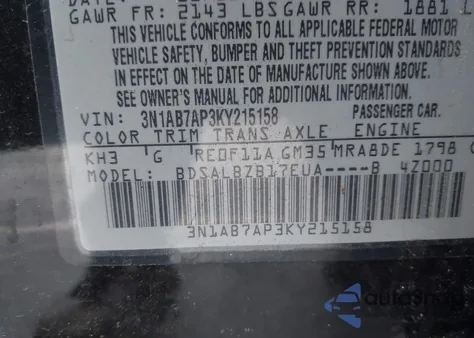 GAWR FR: 2143 LBS GAWR RR: 1881 L
THIS VEHICLE CONFORMS TO ALL APPLICABLE FEDERAL MOTOR
VEHICLE SAFETY, BUMPER AND THEFT PREVENTION STANDARDS
IN EFFECT ON THE DATE OF MANUFACTURE SHOWN ABOVE.
SEE OWNER'S MANUAL FOR ADDITIONAL INFORMATION.
VIN: 3N1AB7AP3KY215158 PASSENGER CAR.
COLOR TRIM TRANS AXLE ENGINE
KH3 G RE0F11A GM35 MRA8DE 1798 C
MODEL: BDSALBZB17EUA----B 4Z000
3N1AB7AP3KY215158